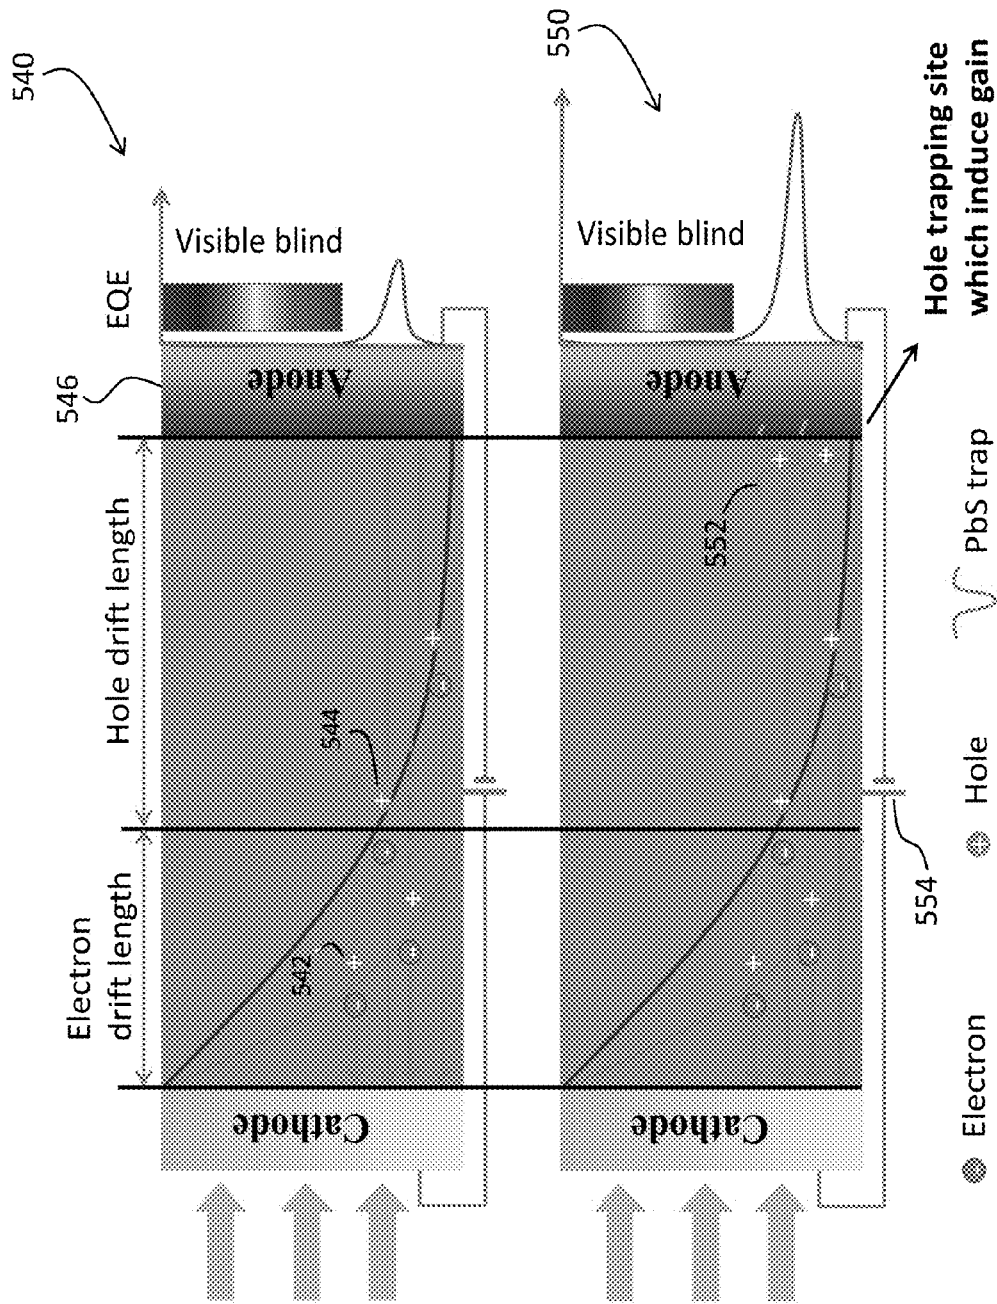 540
EQE
Visible blind
546
Anode
Hole drift length
Electron
drift length
544
542
Cathode
550
Visible blind
Anode
552
Cathode
554
Hole trapping site
which induce gain
Electron
Hole
PbS trap